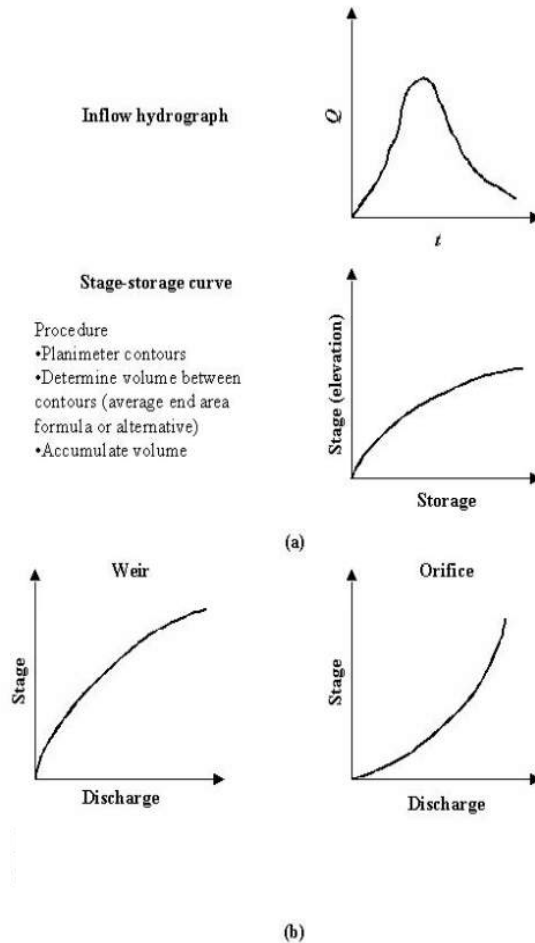 Inflow hydrograph
Q
t
Stage-storage curve
Procedure
•Planimeter contours
•Determine volume between
contours (average end area
formula or alternative)
•Accumulate volume
Stage (elevation)
Storage
(a)
Weir
Stage
Discharge
Orifice
Stage
Discharge
(b)